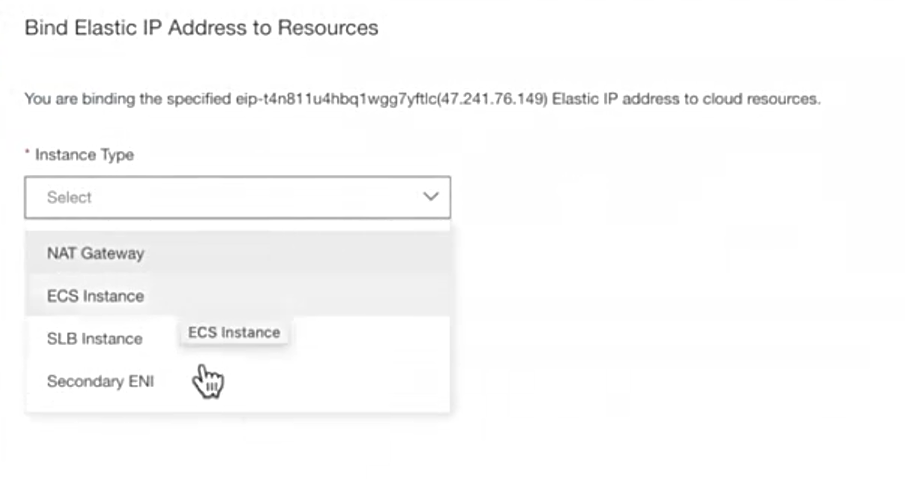 Bind Elastic IP Address to Resources
You are binding the specified eip-t4n811u4hbq1wgg7yftlc(47.241.76.149) Elastic IP address to cloud resources.
* Instance Type
Select
NAT Gateway
ECS Instance
SLB Instance
ECS Instance
Secondary ENI